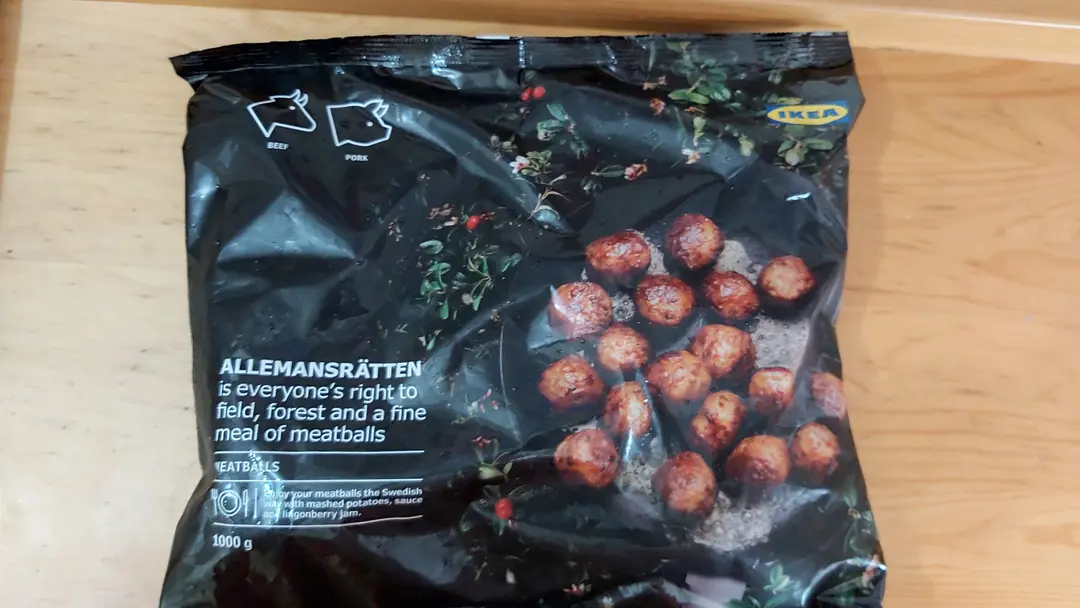 BEEF
PORK
IKEA
ALLEMANSRÄTTEN
is everyone's right to
field, forest and a fine
meal of meatballs
MEATBALLS
Enjoy your meatballs the Swedish
way with mashed potatoes, sauce
and lingonberry jam.
1000 g